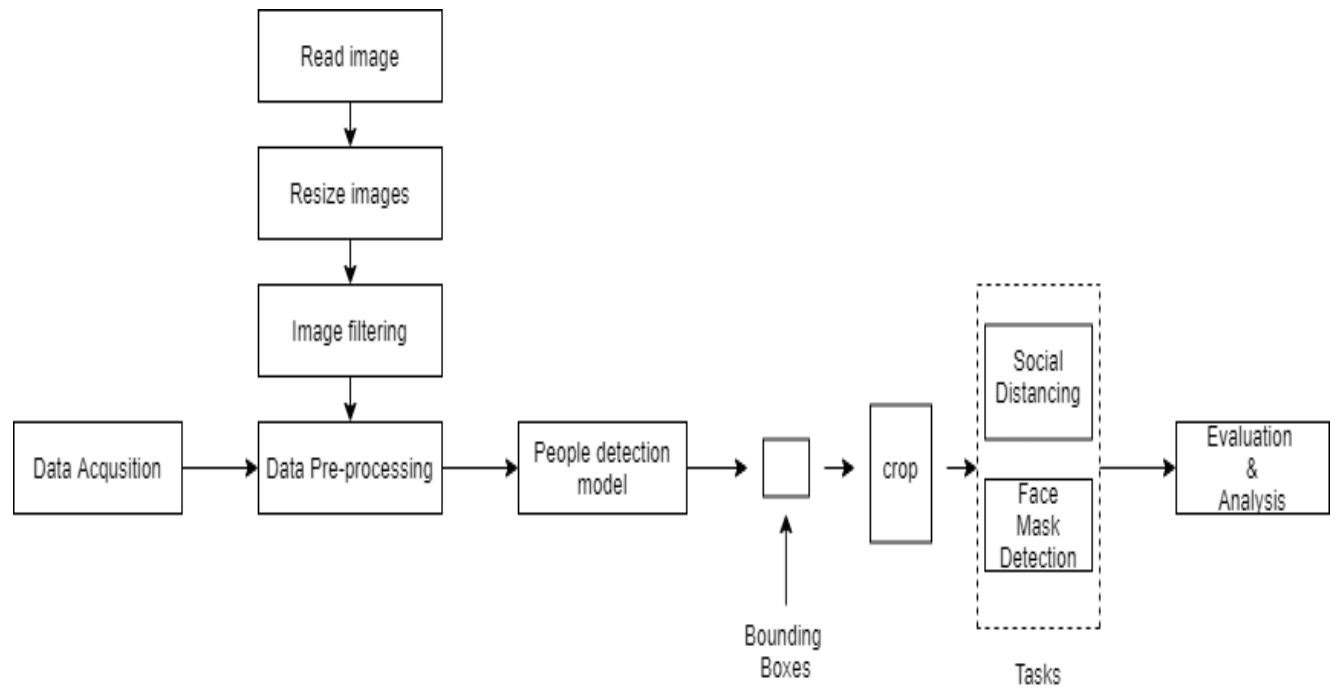 Read image
Resize images
Image filtering
Data Acqusition
Data Pre-processing
People detection
model
Bounding
Boxes
crop
Social
Distancing
Face
Mask
Detection
Tasks
Evaluation
&
Analysis